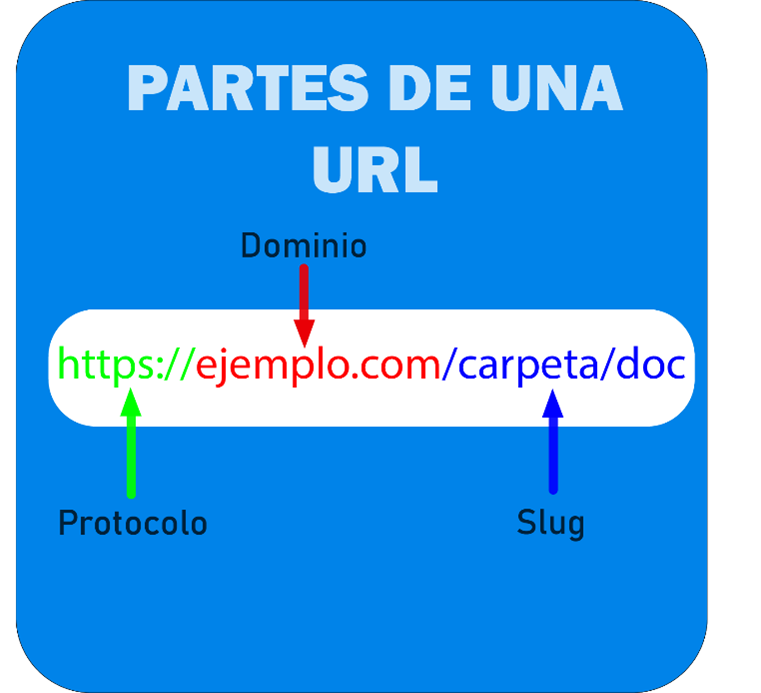 PARTES DE UNA
URL
Dominio
https://ejemplo.com/carpeta/doc
Protocolo
Slug